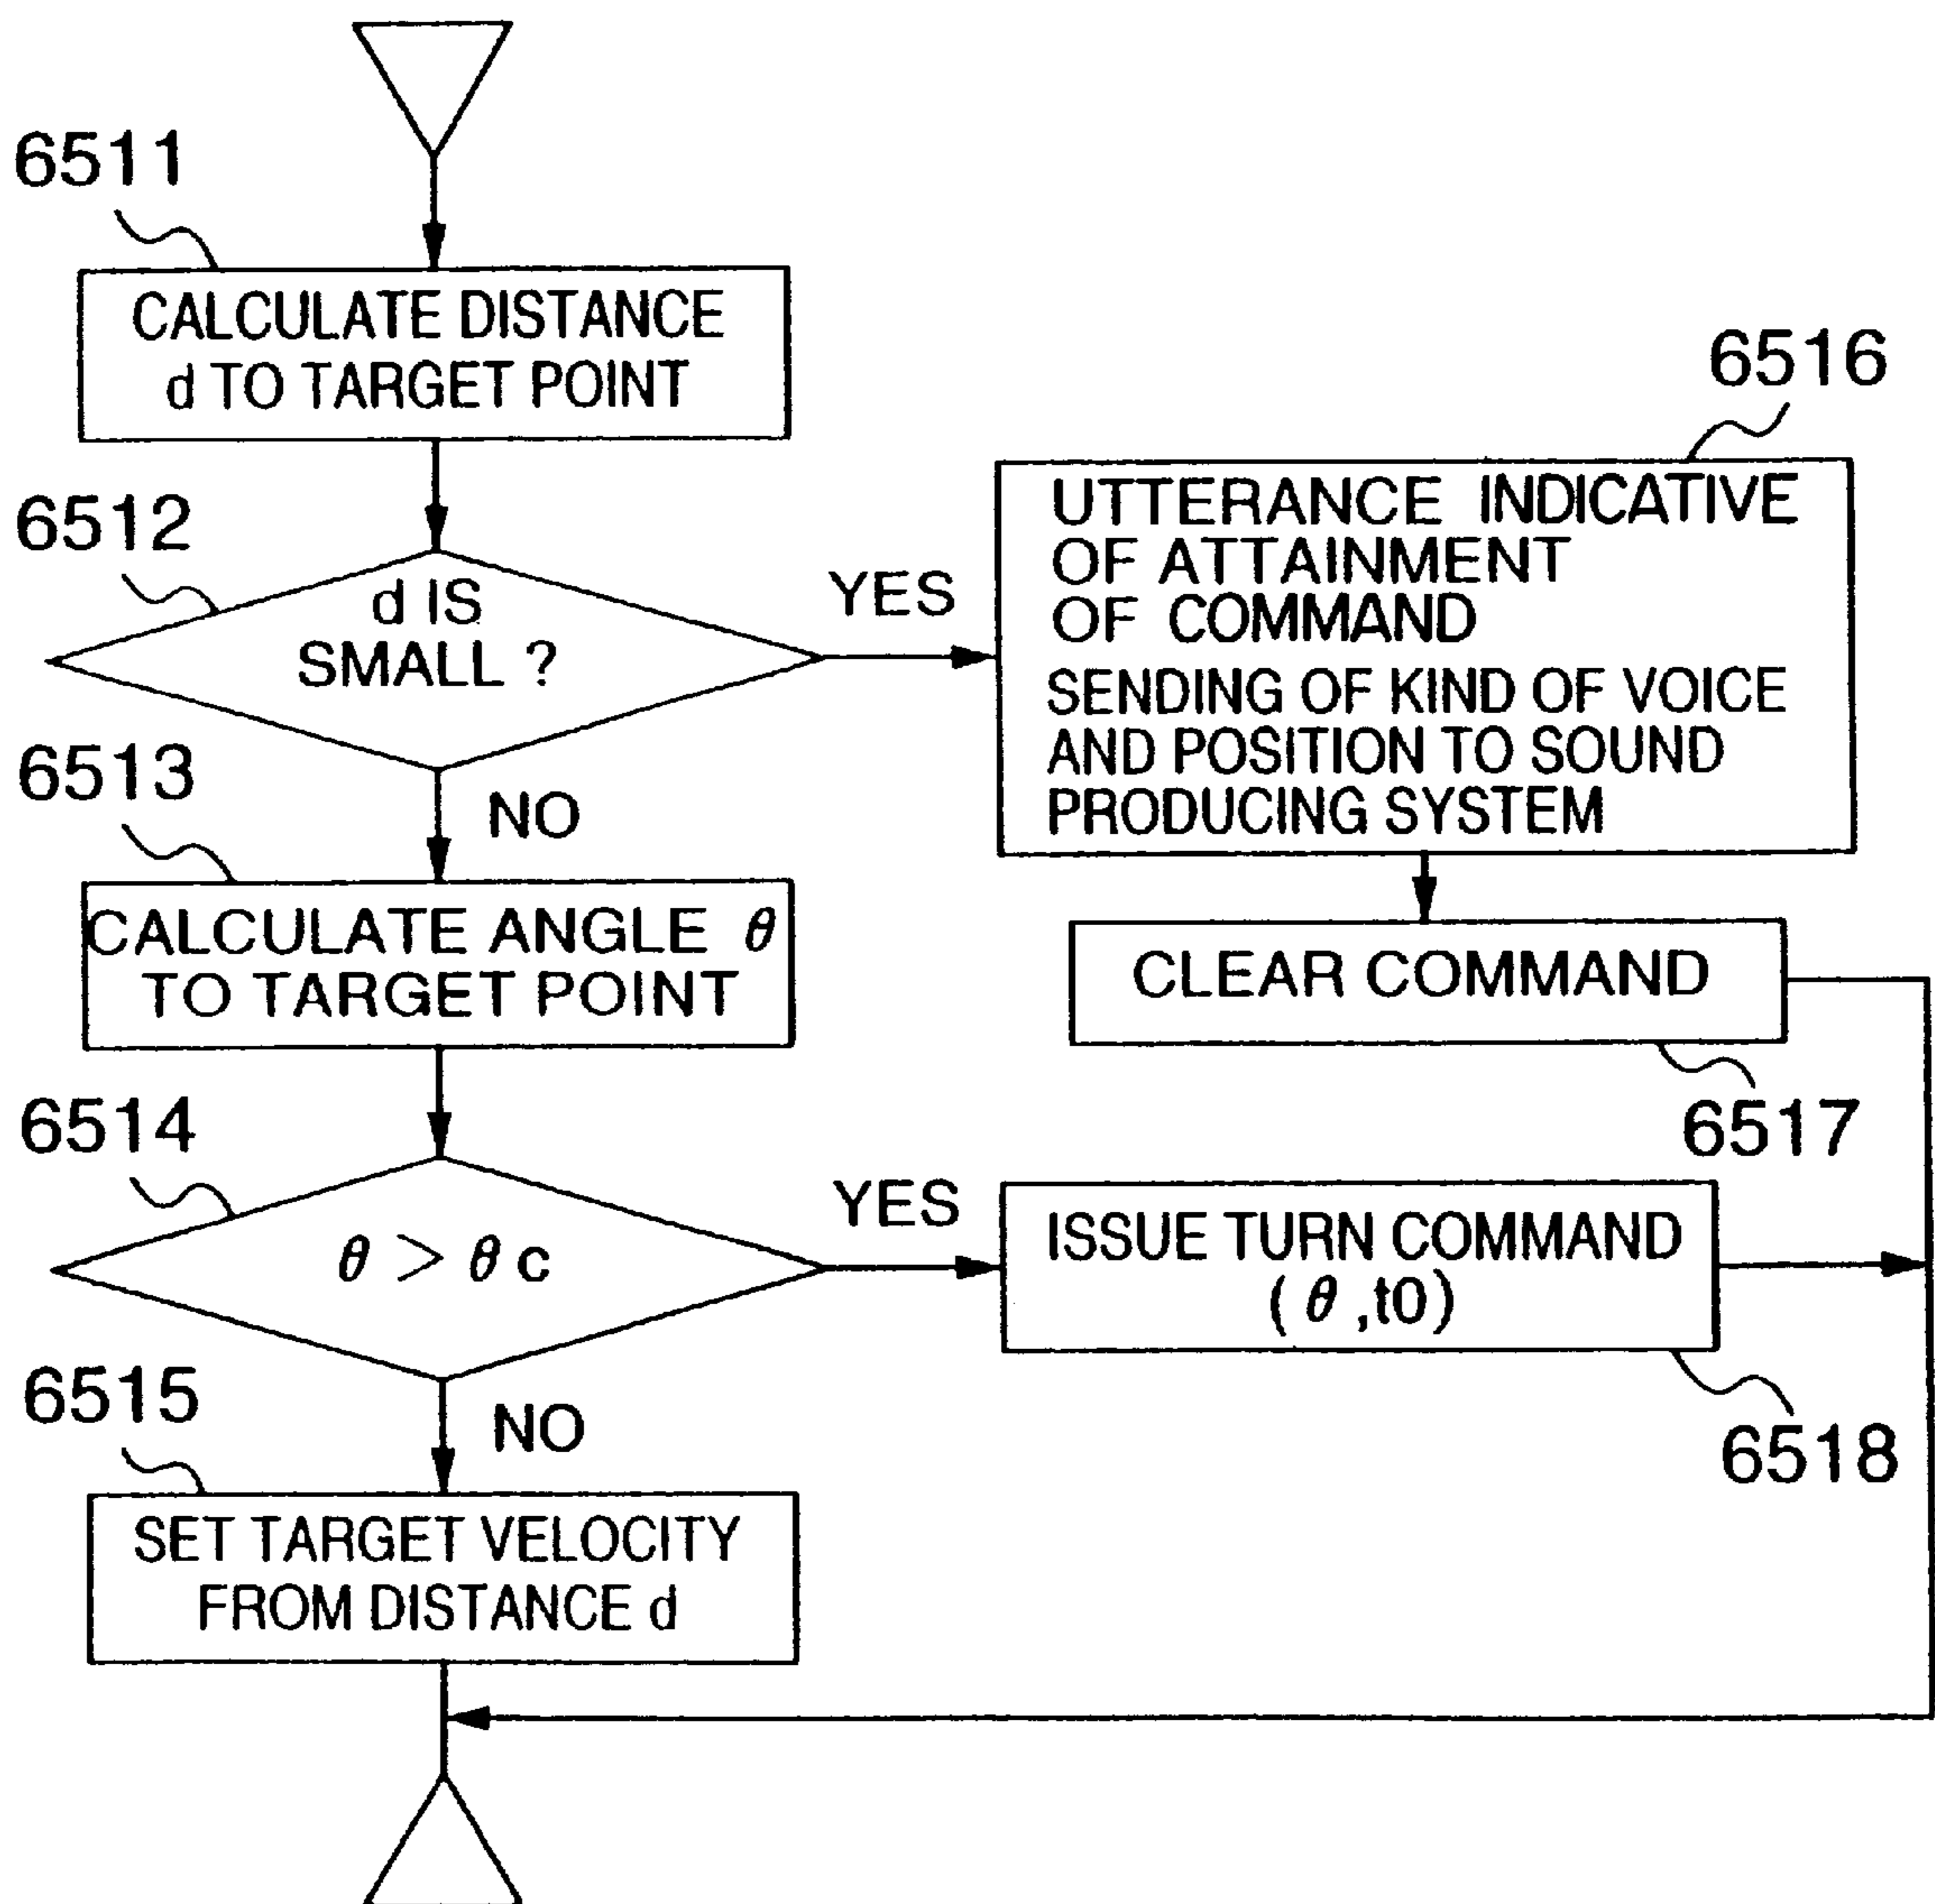 6511
CALCULATE DISTANCE
d TO TARGET POINT
6512
d IS
SMALL ?
YES
6516
UTTERANCE INDICATIVE
OF ATTAINMENT
OF COMMAND
SENDING OF KIND OF VOICE
AND POSITION TO SOUND
PRODUCING SYSTEM
NO
6513
CALCULATE ANGLE θ
TO TARGET POINT
CLEAR COMMAND
6517
6514
θ > θ c
YES
ISSUE TURN COMMAND
( θ ,t0)
6518
NO
6515
SET TARGET VELOCITY
FROM DISTANCE d